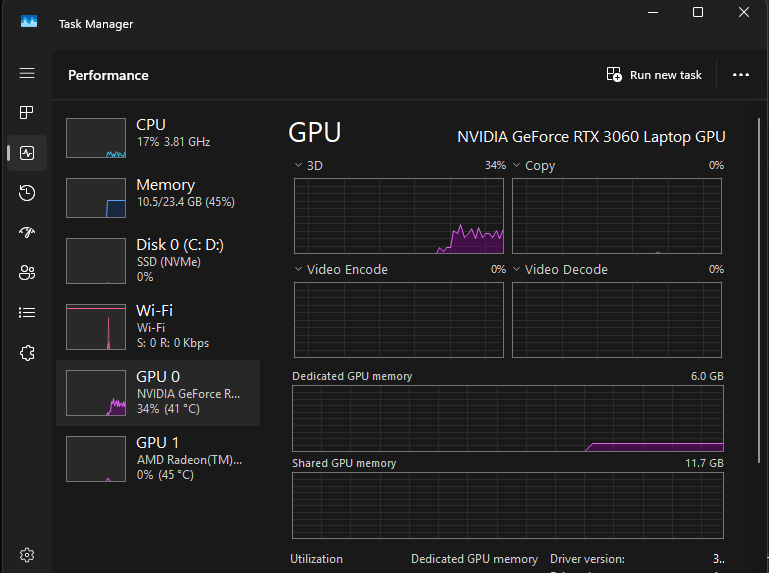 Task Manager
Performance
Run new task
CPU
17% 3.81 GHz
Memory
10.5/23.4 GB (45%)
Disk 0 (C: D:)
SSD (NVMe)
0%
Wi-Fi
Wi-Fi
S: 0 R: 0 Kbps
GPU 0
NVIDIA GeForce R...
34% (41 °C)
GPU 1
AMD Radeon(TM)...
0% (45 °C)
GPU
NVIDIA GeForce RTX 3060 Laptop GPU
3D 34%
Copy 0%
Video Encode 0%
Video Decode 0%
Dedicated GPU memory 6.0 GB
Shared GPU memory 11.7 GB
Utilization Dedicated GPU memory Driver version: 3..